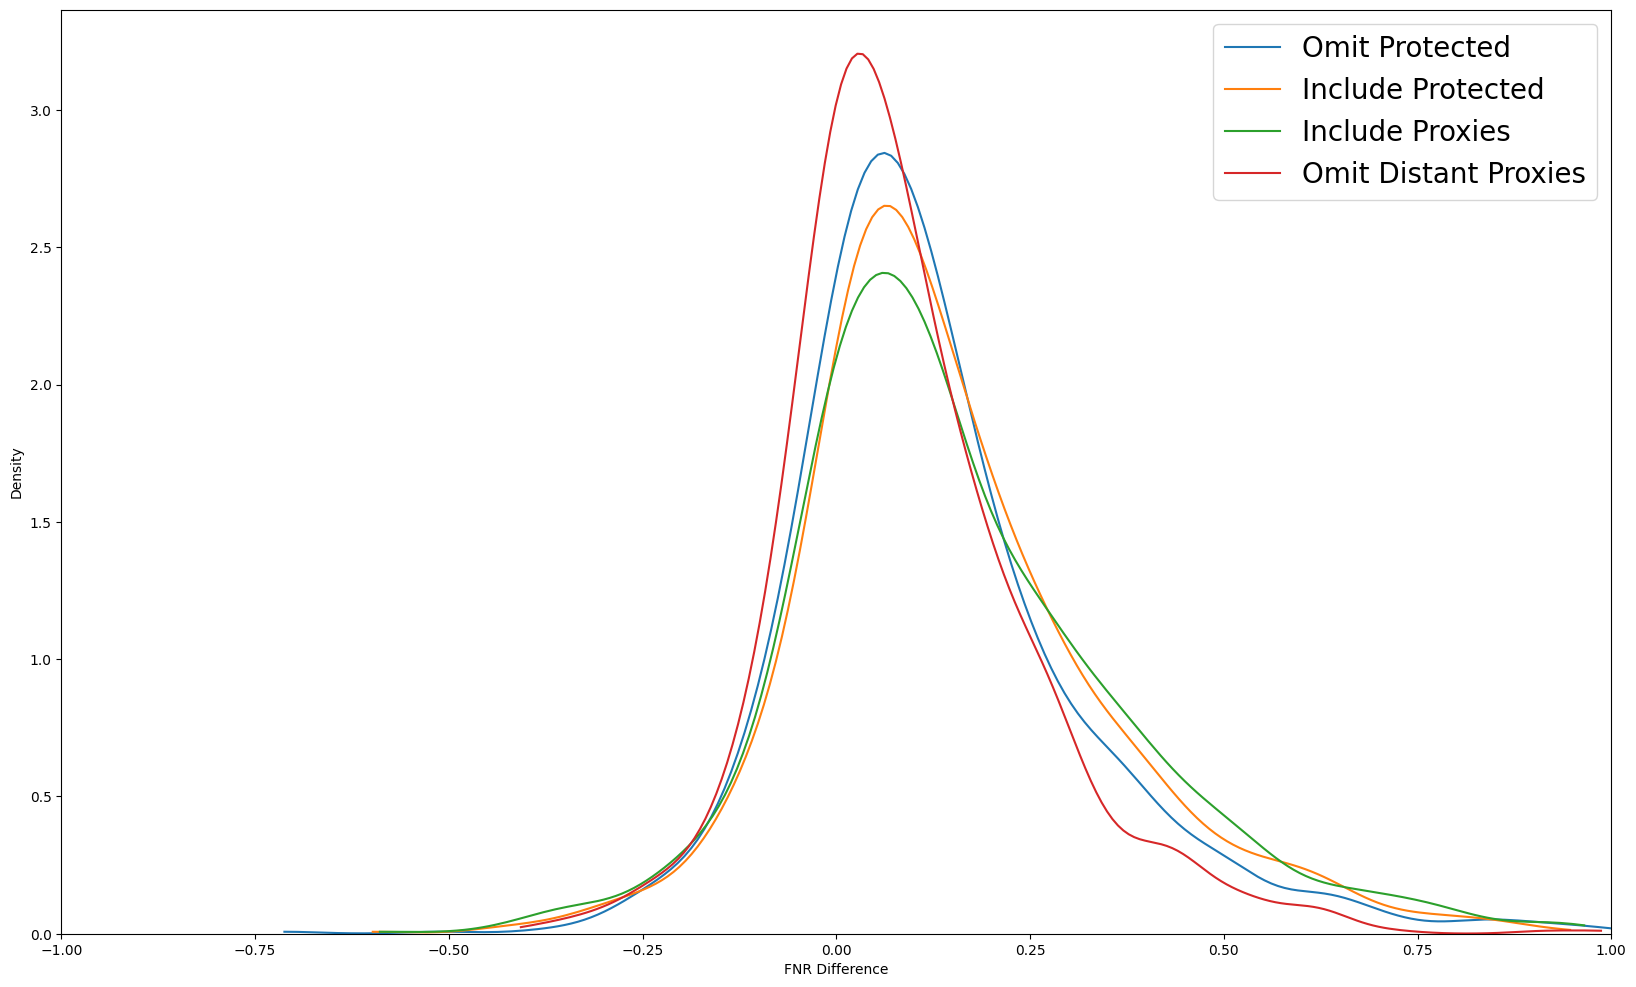 Omit Protected
Include Protected
Include Proxies
Omit Distant Proxies
3.0
2.5
2.0
1.5
1.0
0.5
0.0
Density
−1.00 −0.75 −0.50 −0.25 0.00 0.25 0.50 0.75 1.00
FNR Difference